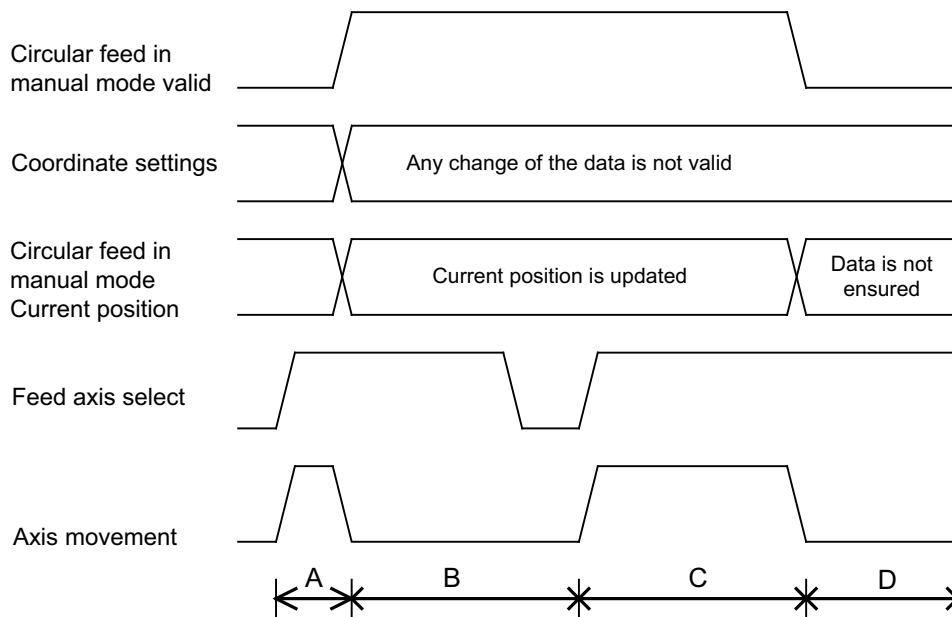 Circular feed in
manual mode valid
Coordinate settings
Any change of the data is not valid
Circular feed in
manual mode
Current position
Current position is updated
Data is not
ensured
Feed axis select
Axis movement
A
B
C
D